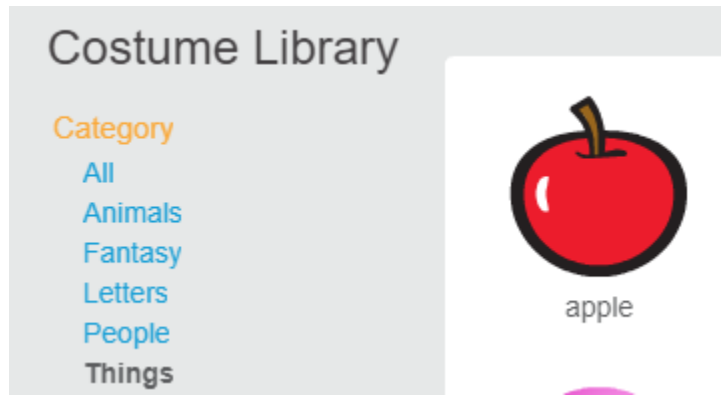 Costume Library
Category
All
Animals
Fantasy
Letters
People
Things
apple